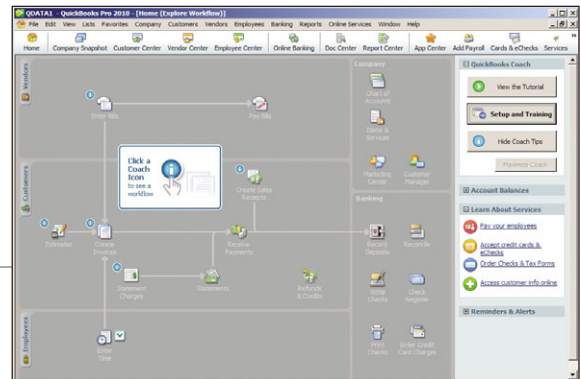 QDATA1 - QuickBooks Pro 2010 - [Home (Explore Workflow)]
File Edit View Lists Favorites Company Customers Vendors Employees Banking Reports Online Services Window Help
Home Company Snapshot Customer Center Vendor Center Employee Center Online Banking Doc Center Report Center App Center Add Payroll Cards & eChecks Services
Vendors
Enter Bills
Pay Bills
Click a
Coach
Icon
to see a
workflow
Customers
Create Sales
Receipts
Estimates
Create
Invoices
Receive
Payments
Statement
Charges
Statements
Refunds
& Credits
Employees
Enter
Time
Company
Chart of
Accounts
Items &
Services
Marketing
Center
Customer
Manager
Banking
Record
Deposits
Reconcile
Write
Checks
Check
Register
Print
Checks
Enter Credit
Card Charges
QuickBooks Coach
View the Tutorial
Setup and Training
Hide Coach Tips
Maximize Coach
Account Balances
Learn About Services
Pay your employees
Accept credit cards &
eChecks
Order Checks & Tax Forms
Access customer info online
Reminders & Alerts